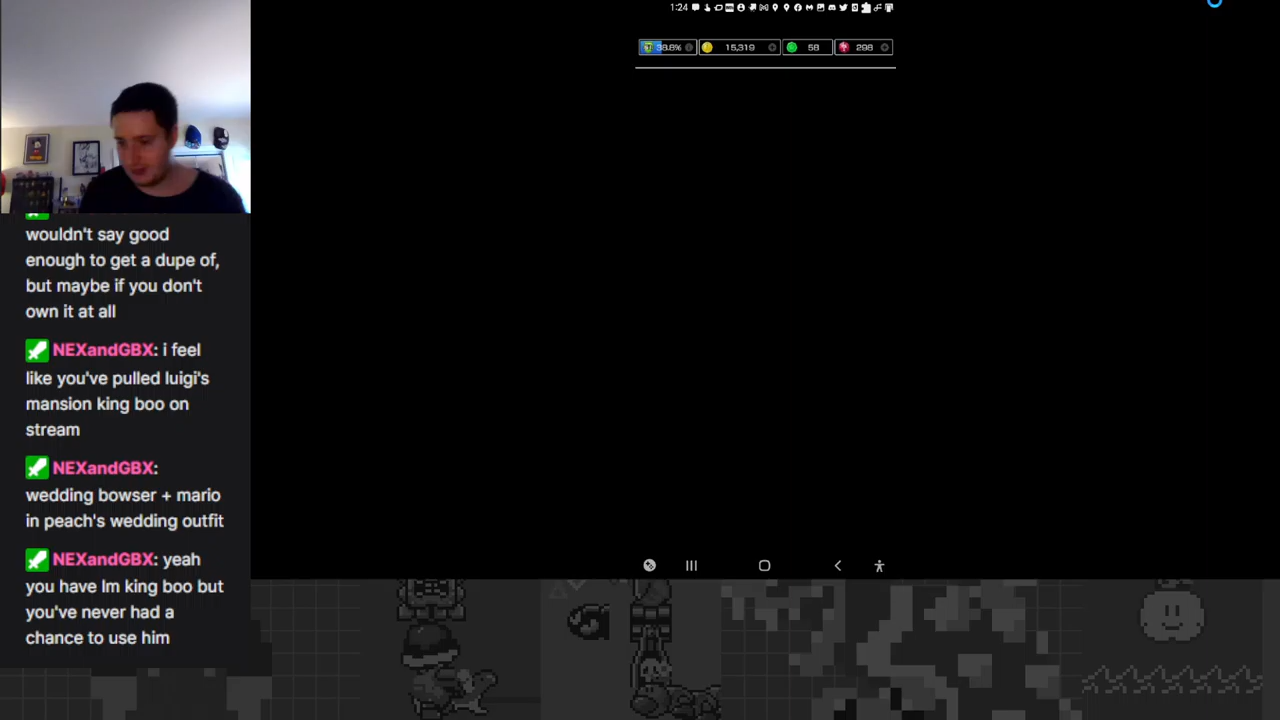 1:24
38.8%
15,319
58
298
wouldn't say good
enough to get a dupe of,
but maybe if you don't
own it at all
NEXandGBX: i feel
like you've pulled luigi's
mansion king boo on
stream
NEXandGBX:
wedding bowser + mario
in peach's wedding outfit
NEXandGBX: yeah
you have lm king boo but
you've never had a
chance to use him